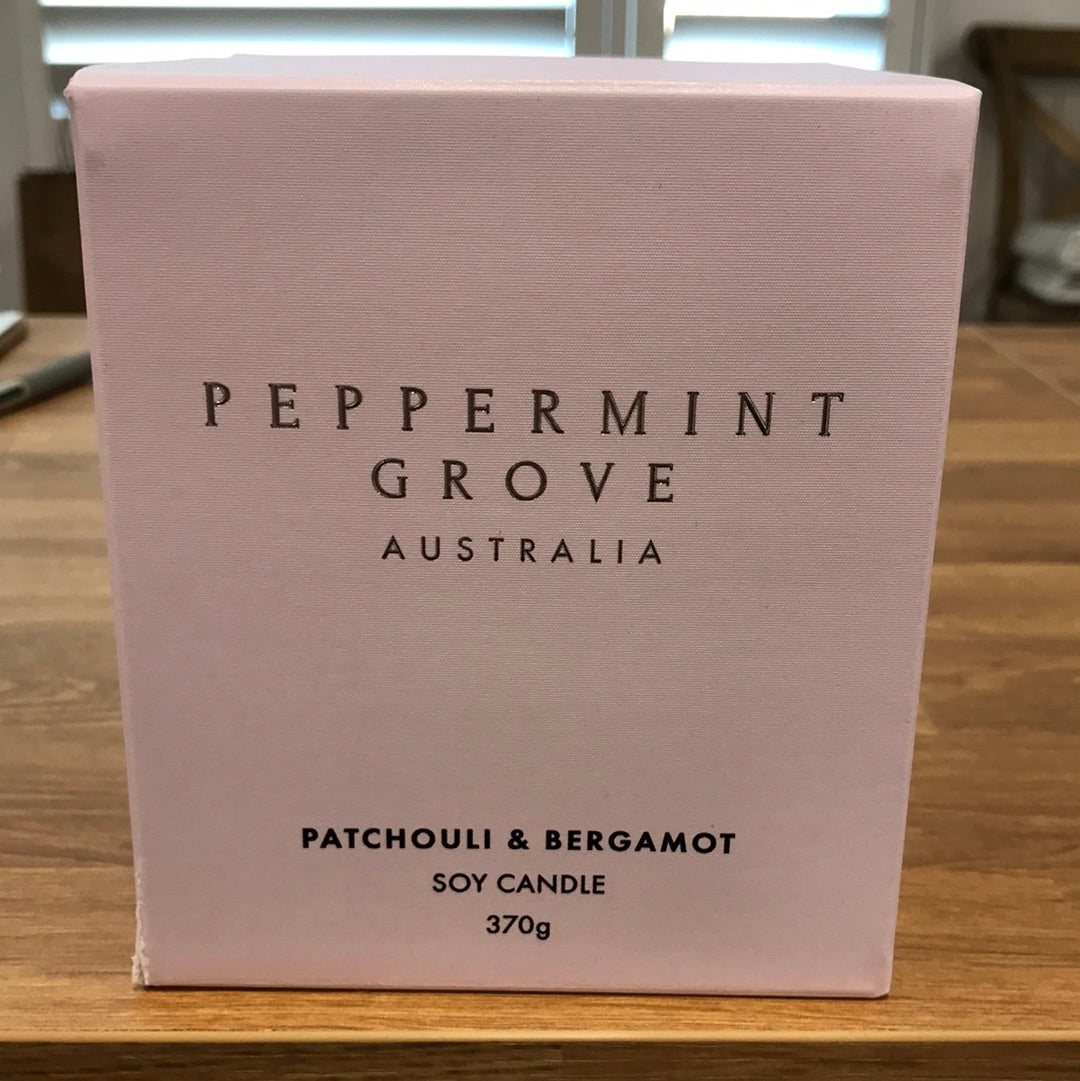 PEPPERMINT
GROVE
AUSTRALIA
PATCHOULI & BERGAMOT
SOY CANDLE
370g